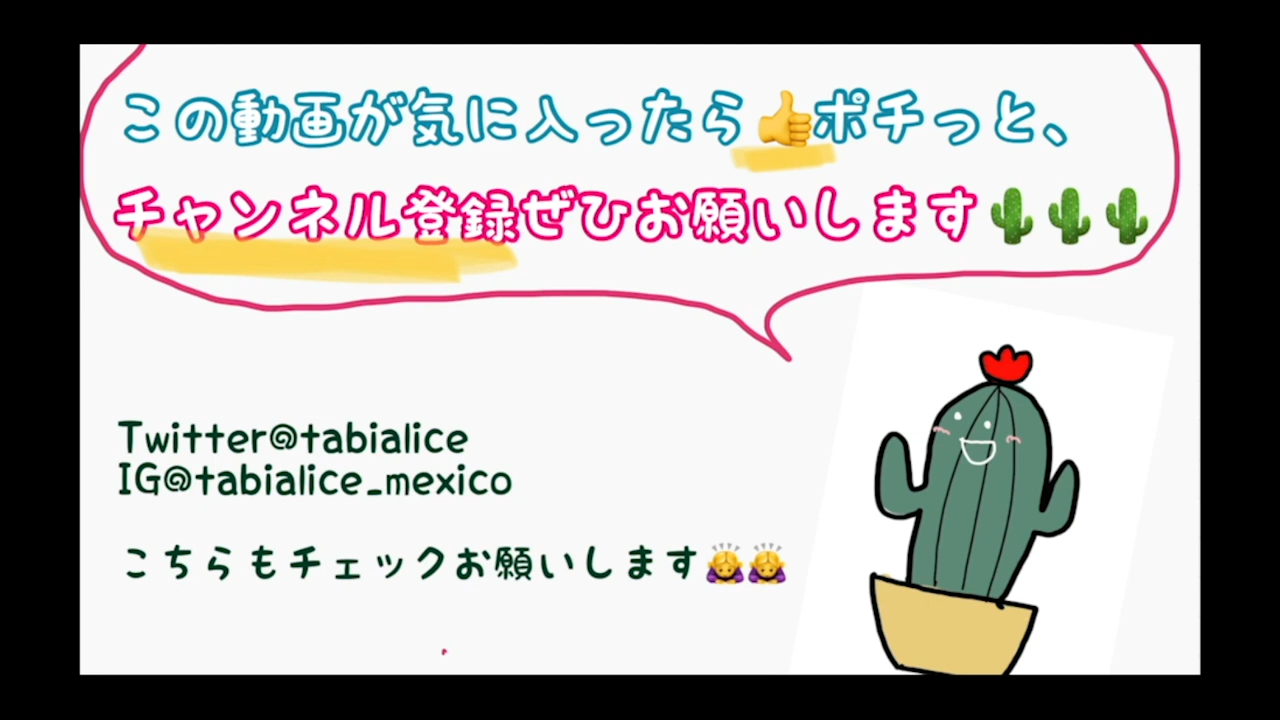 この動画が気に入ったら👍ポチっと、
チャンネル登録ぜひお願いします🌵🌵🌵
Twitter@tabialice
IG@tabialice_mexico
こちらもチェックお願いします🙇‍♀️🙇‍♀️